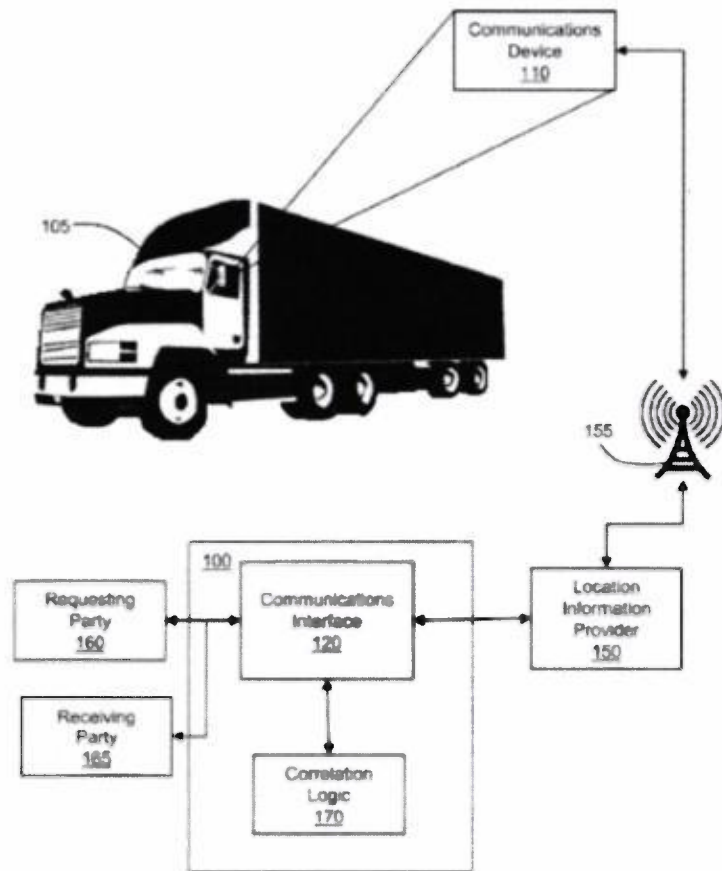 Communications
Device
110
105
155
100
Requesting
Party
160
Communications
Interface
120
Location
Information
Provider
150
Receiving
Party
165
Correlation
Logic
170